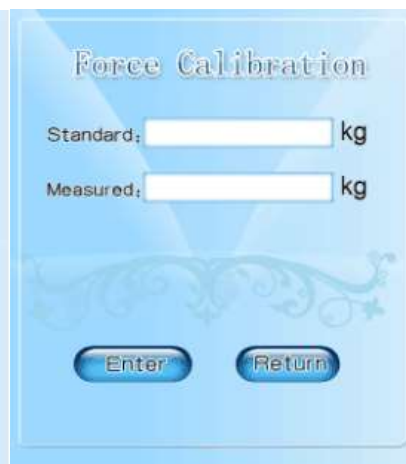 Force Calibration
Standard: kg
Measured: kg
Enter Return